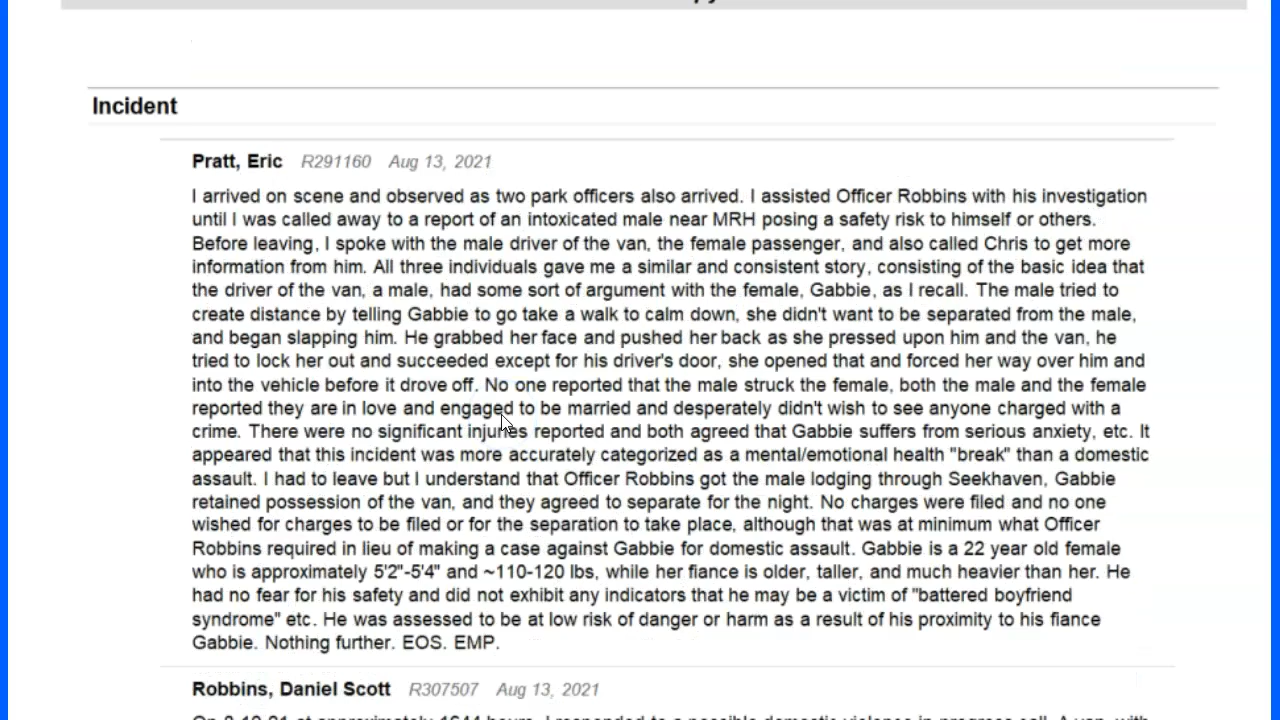 Incident
Pratt, Eric R291160 Aug 13, 2021
I arrived on scene and observed as two park officers also arrived. I assisted Officer Robbins with his investigation
until I was called away to a report of an intoxicated male near MRH posing a safety risk to himself or others.
Before leaving, I spoke with the male driver of the van, the female passenger, and also called Chris to get more
information from him. All three individuals gave me a similar and consistent story, consisting of the basic idea that
the driver of the van, a male, had some sort of argument with the female, Gabbie, as I recall. The male tried to
create distance by telling Gabbie to go take a walk to calm down, she didn't want to be separated from the male,
and began slapping him. He grabbed her face and pushed her back as she pressed upon him and the van, he
tried to lock her out and succeeded except for his driver's door, she opened that and forced her way over him and
into the vehicle before it drove off. No one reported that the male struck the female, both the male and the female
reported they are in love and engaged to be married and desperately didn't wish to see anyone charged with a
crime. There were no significant injuries reported and both agreed that Gabbie suffers from serious anxiety, etc. It
appeared that this incident was more accurately categorized as a mental/emotional health "break" than a domestic
assault. I had to leave but I understand that Officer Robbins got the male lodging through Seekhaven, Gabbie
retained possession of the van, and they agreed to separate for the night. No charges were filed and no one
wished for charges to be filed or for the separation to take place, although that was at minimum what Officer
Robbins required in lieu of making a case against Gabbie for domestic assault. Gabbie is a 22 year old female
who is approximately 5'2"-5'4" and ~110-120 lbs, while her fiance is older, taller, and much heavier than her. He
had no fear for his safety and did not exhibit any indicators that he may be a victim of "battered boyfriend
syndrome" etc. He was assessed to be at low risk of danger or harm as a result of his proximity to his fiance
Gabbie. Nothing further. EOS. EMP.
Robbins, Daniel Scott R307507 Aug 13, 2021